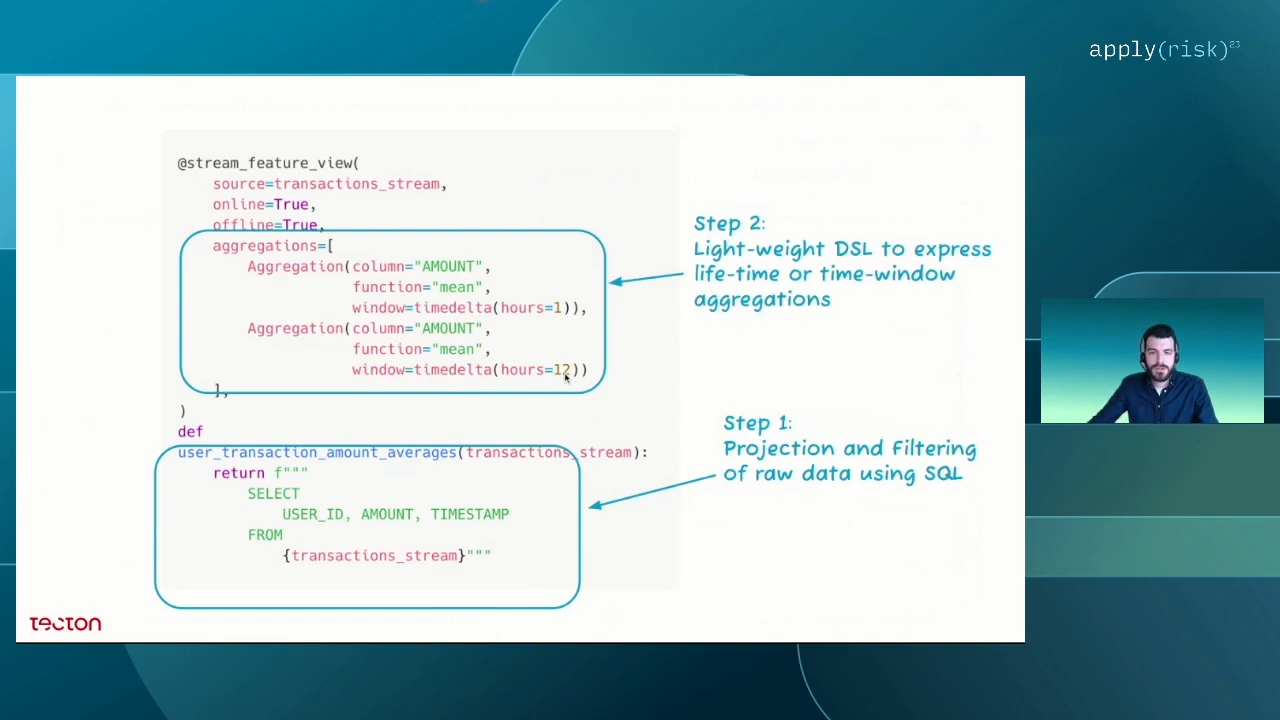 apply(risk)23
@stream_feature_view(
source=transactions_stream,
online=True,
offline=True,
aggregations=[
Aggregation(column="AMOUNT",
function="mean",
window=timedelta(hours=1)),
Aggregation(column="AMOUNT",
function="mean",
window=timedelta(hours=12))
],
)
def
user_transaction_amount_averages(transactions_stream):
return f"""
SELECT
USER_ID, AMOUNT, TIMESTAMP
FROM
{transactions_stream}"""
Step 2:
Light-weight DSL to express
life-time or time-window
aggregations
Step 1:
Projection and Filtering
of raw data using SQL
tecton